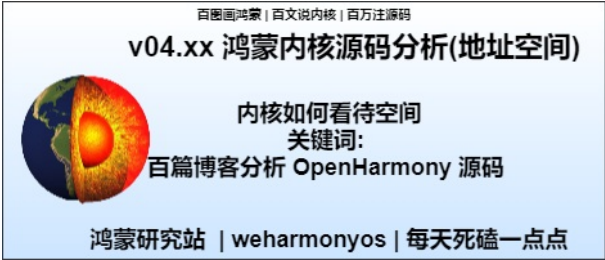 百图画鸿蒙 | 百文说内核 | 百万注源码
v04.xx 鸿蒙内核源码分析(地址空间)
内核如何看待空间
关键词:
百篇博客分析 OpenHarmony 源码
鸿蒙研究站 | weharmonyos | 每天死磕一点点